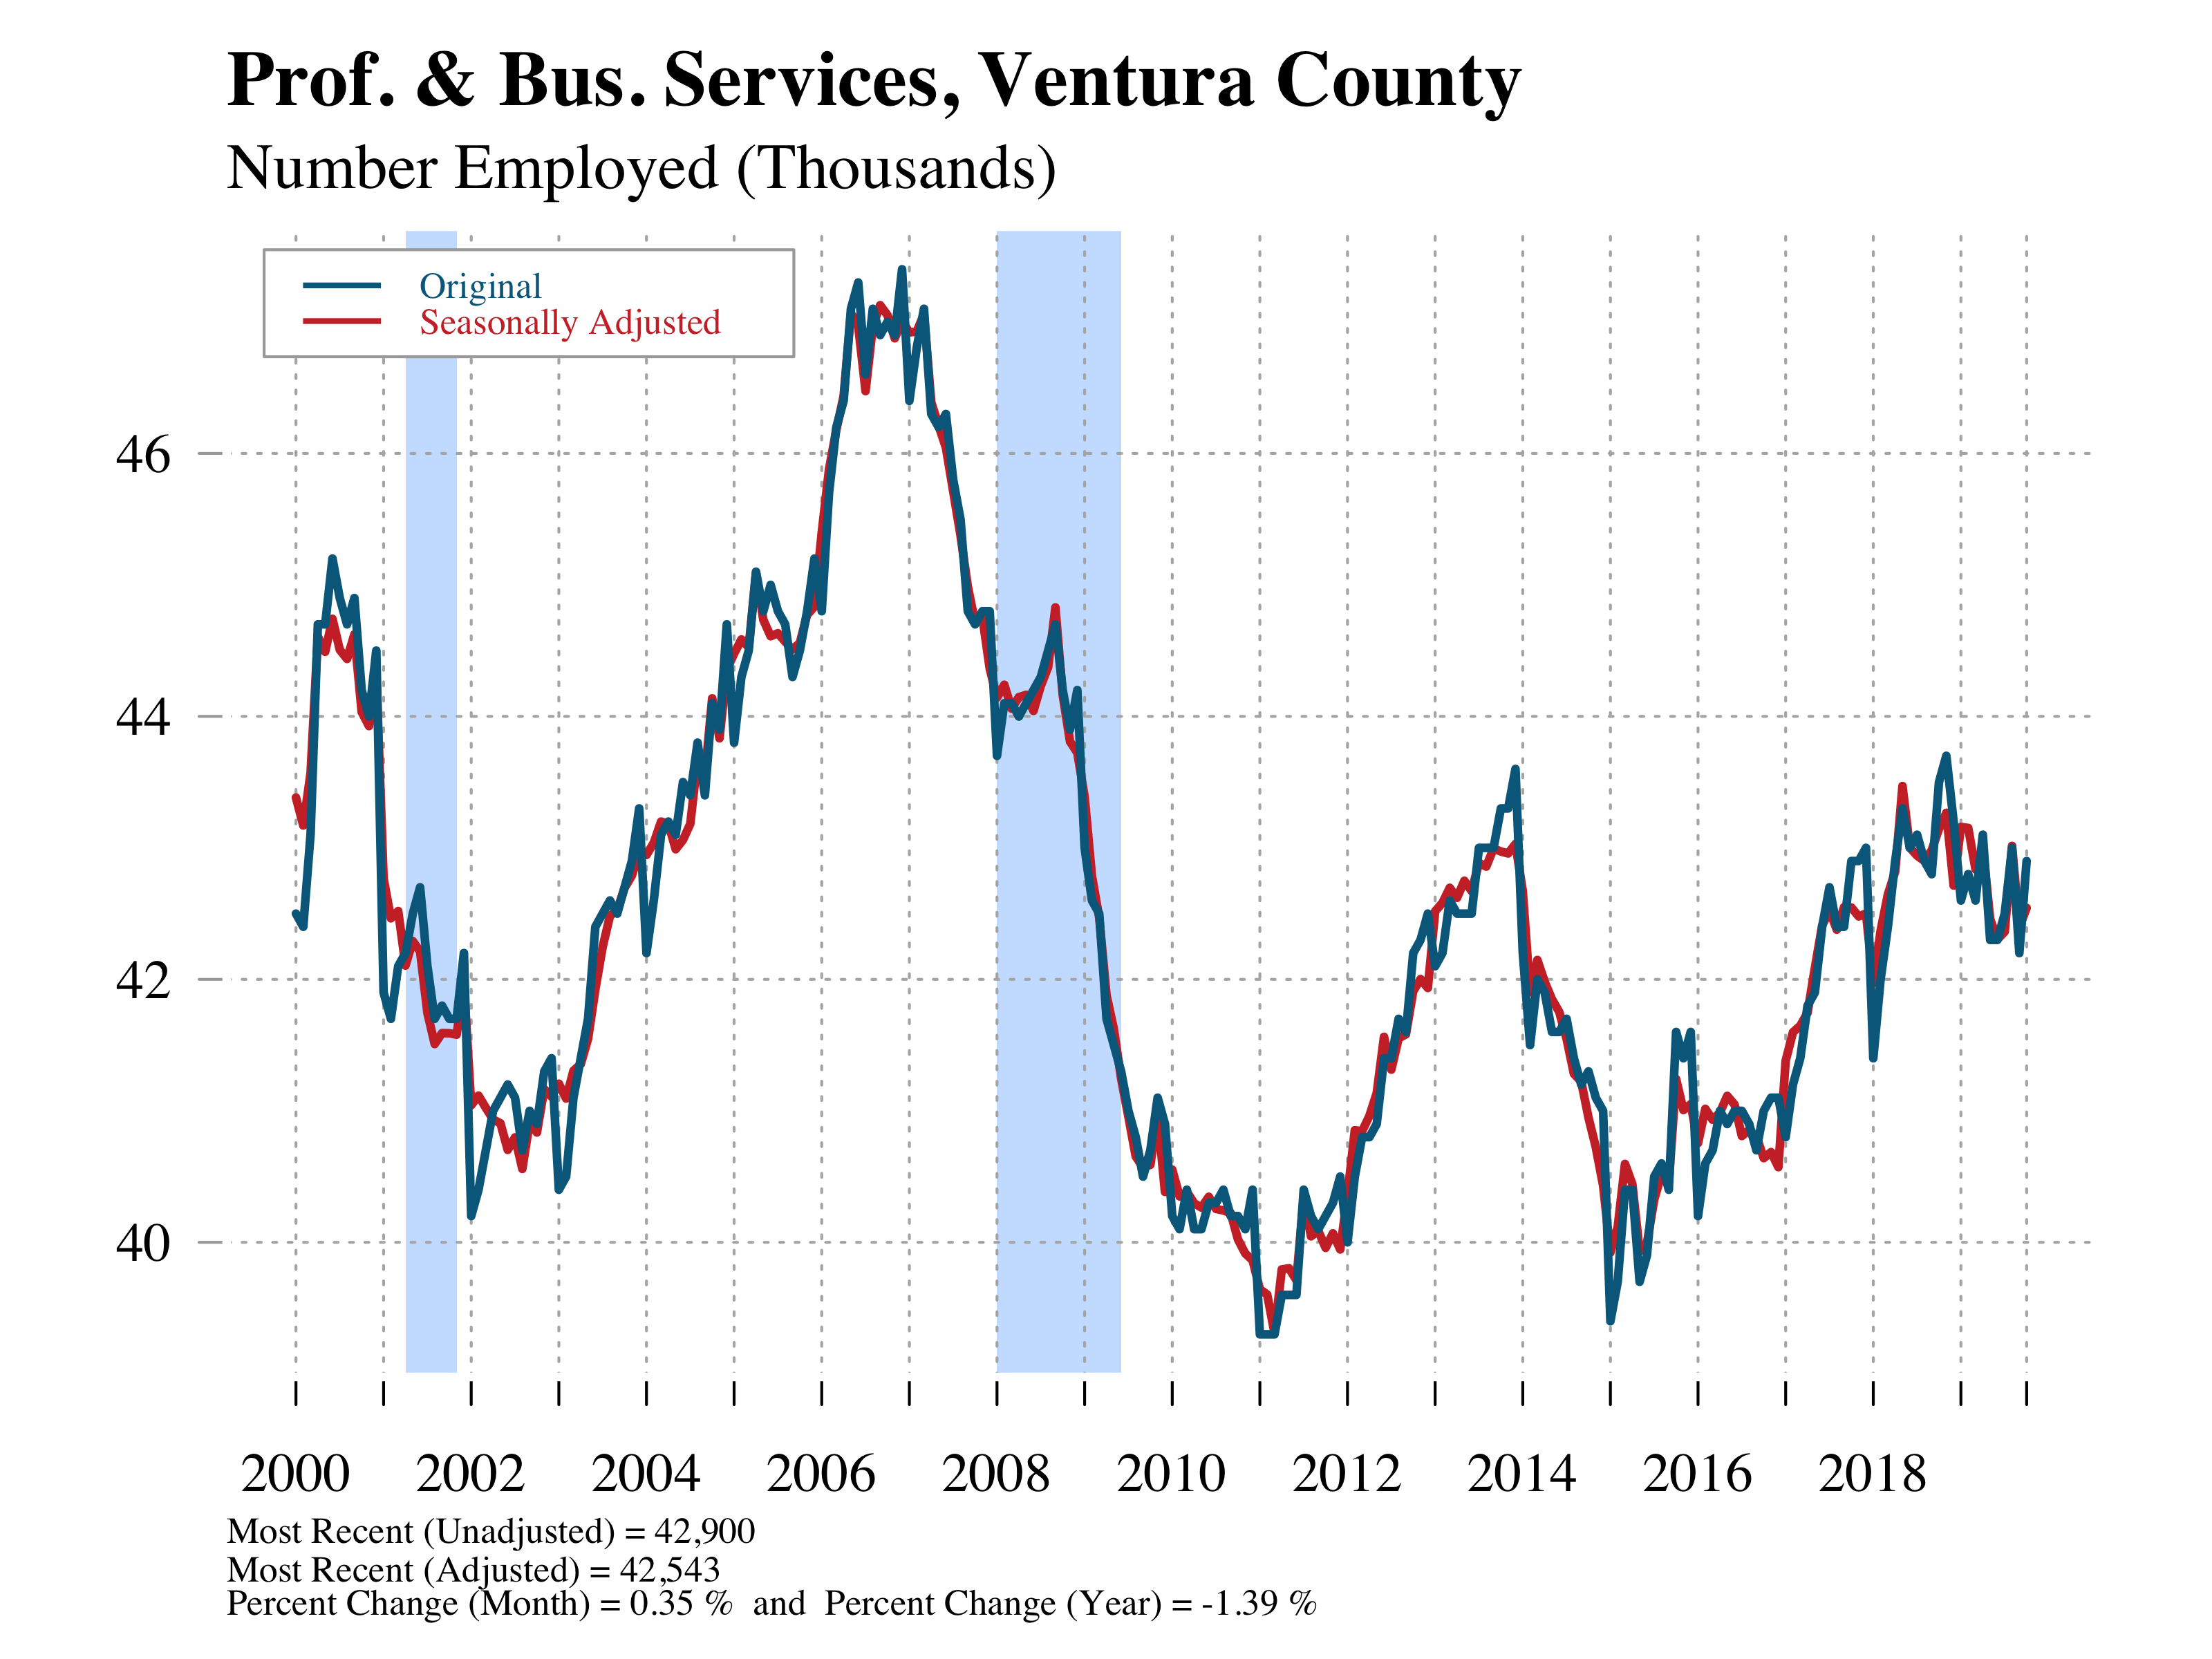 Prof. & Bus. Services, Ventura County
Number Employed (Thousands)
Original
Seasonally Adjusted
46
44
42
40
2000 2002 2004 2006 2008 2010 2012 2014 2016 2018
Most Recent (Unadjusted) = 42,900
Most Recent (Adjusted) = 42,543
Percent Change (Month) = 0.35 % and Percent Change (Year) = -1.39 %